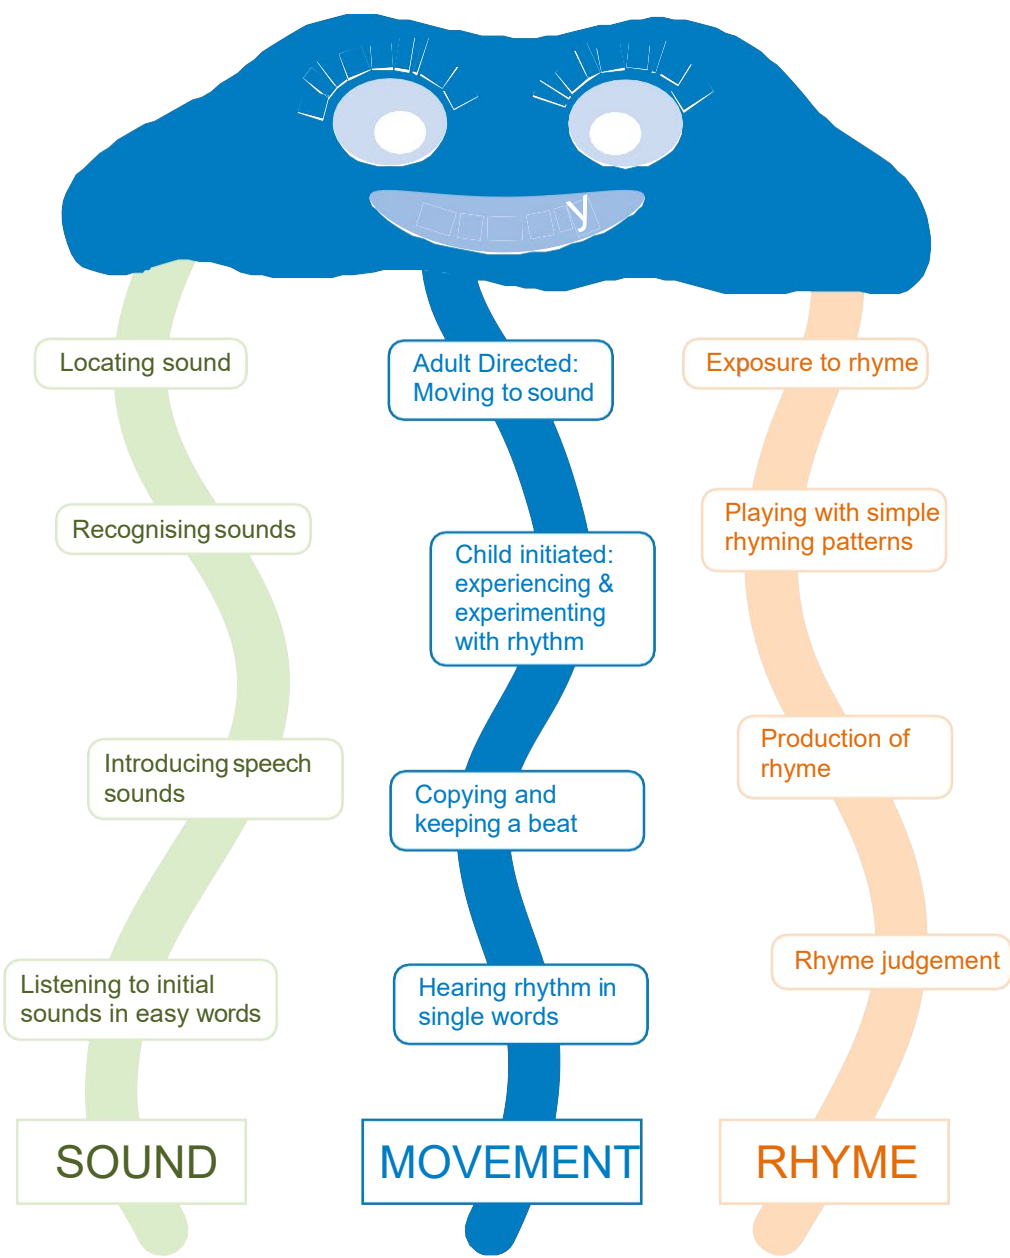 y
Locating sound
Recognising sounds
Introducing speech
sounds
Listening to initial
sounds in easy words
SOUND
Adult Directed:
Moving to sound
Child initiated:
experiencing &
experimenting
with rhythm
Copying and
keeping a beat
Hearing rhythm in
single words
MOVEMENT
Exposure to rhyme
Playing with simple
rhyming patterns
Production of
rhyme
Rhyme judgement
RHYME